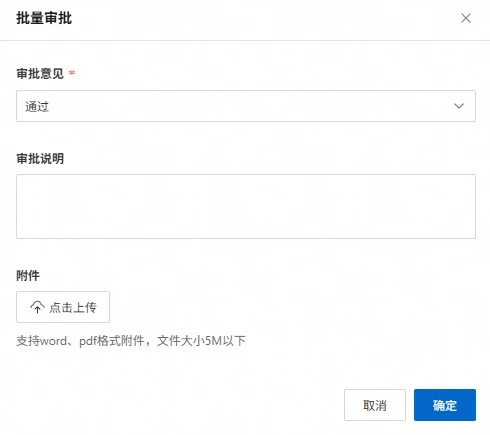 批量审批
审批意见 *
通过
审批说明
附件
点击上传
支持word、pdf格式附件，文件大小5M以下
取消
确定